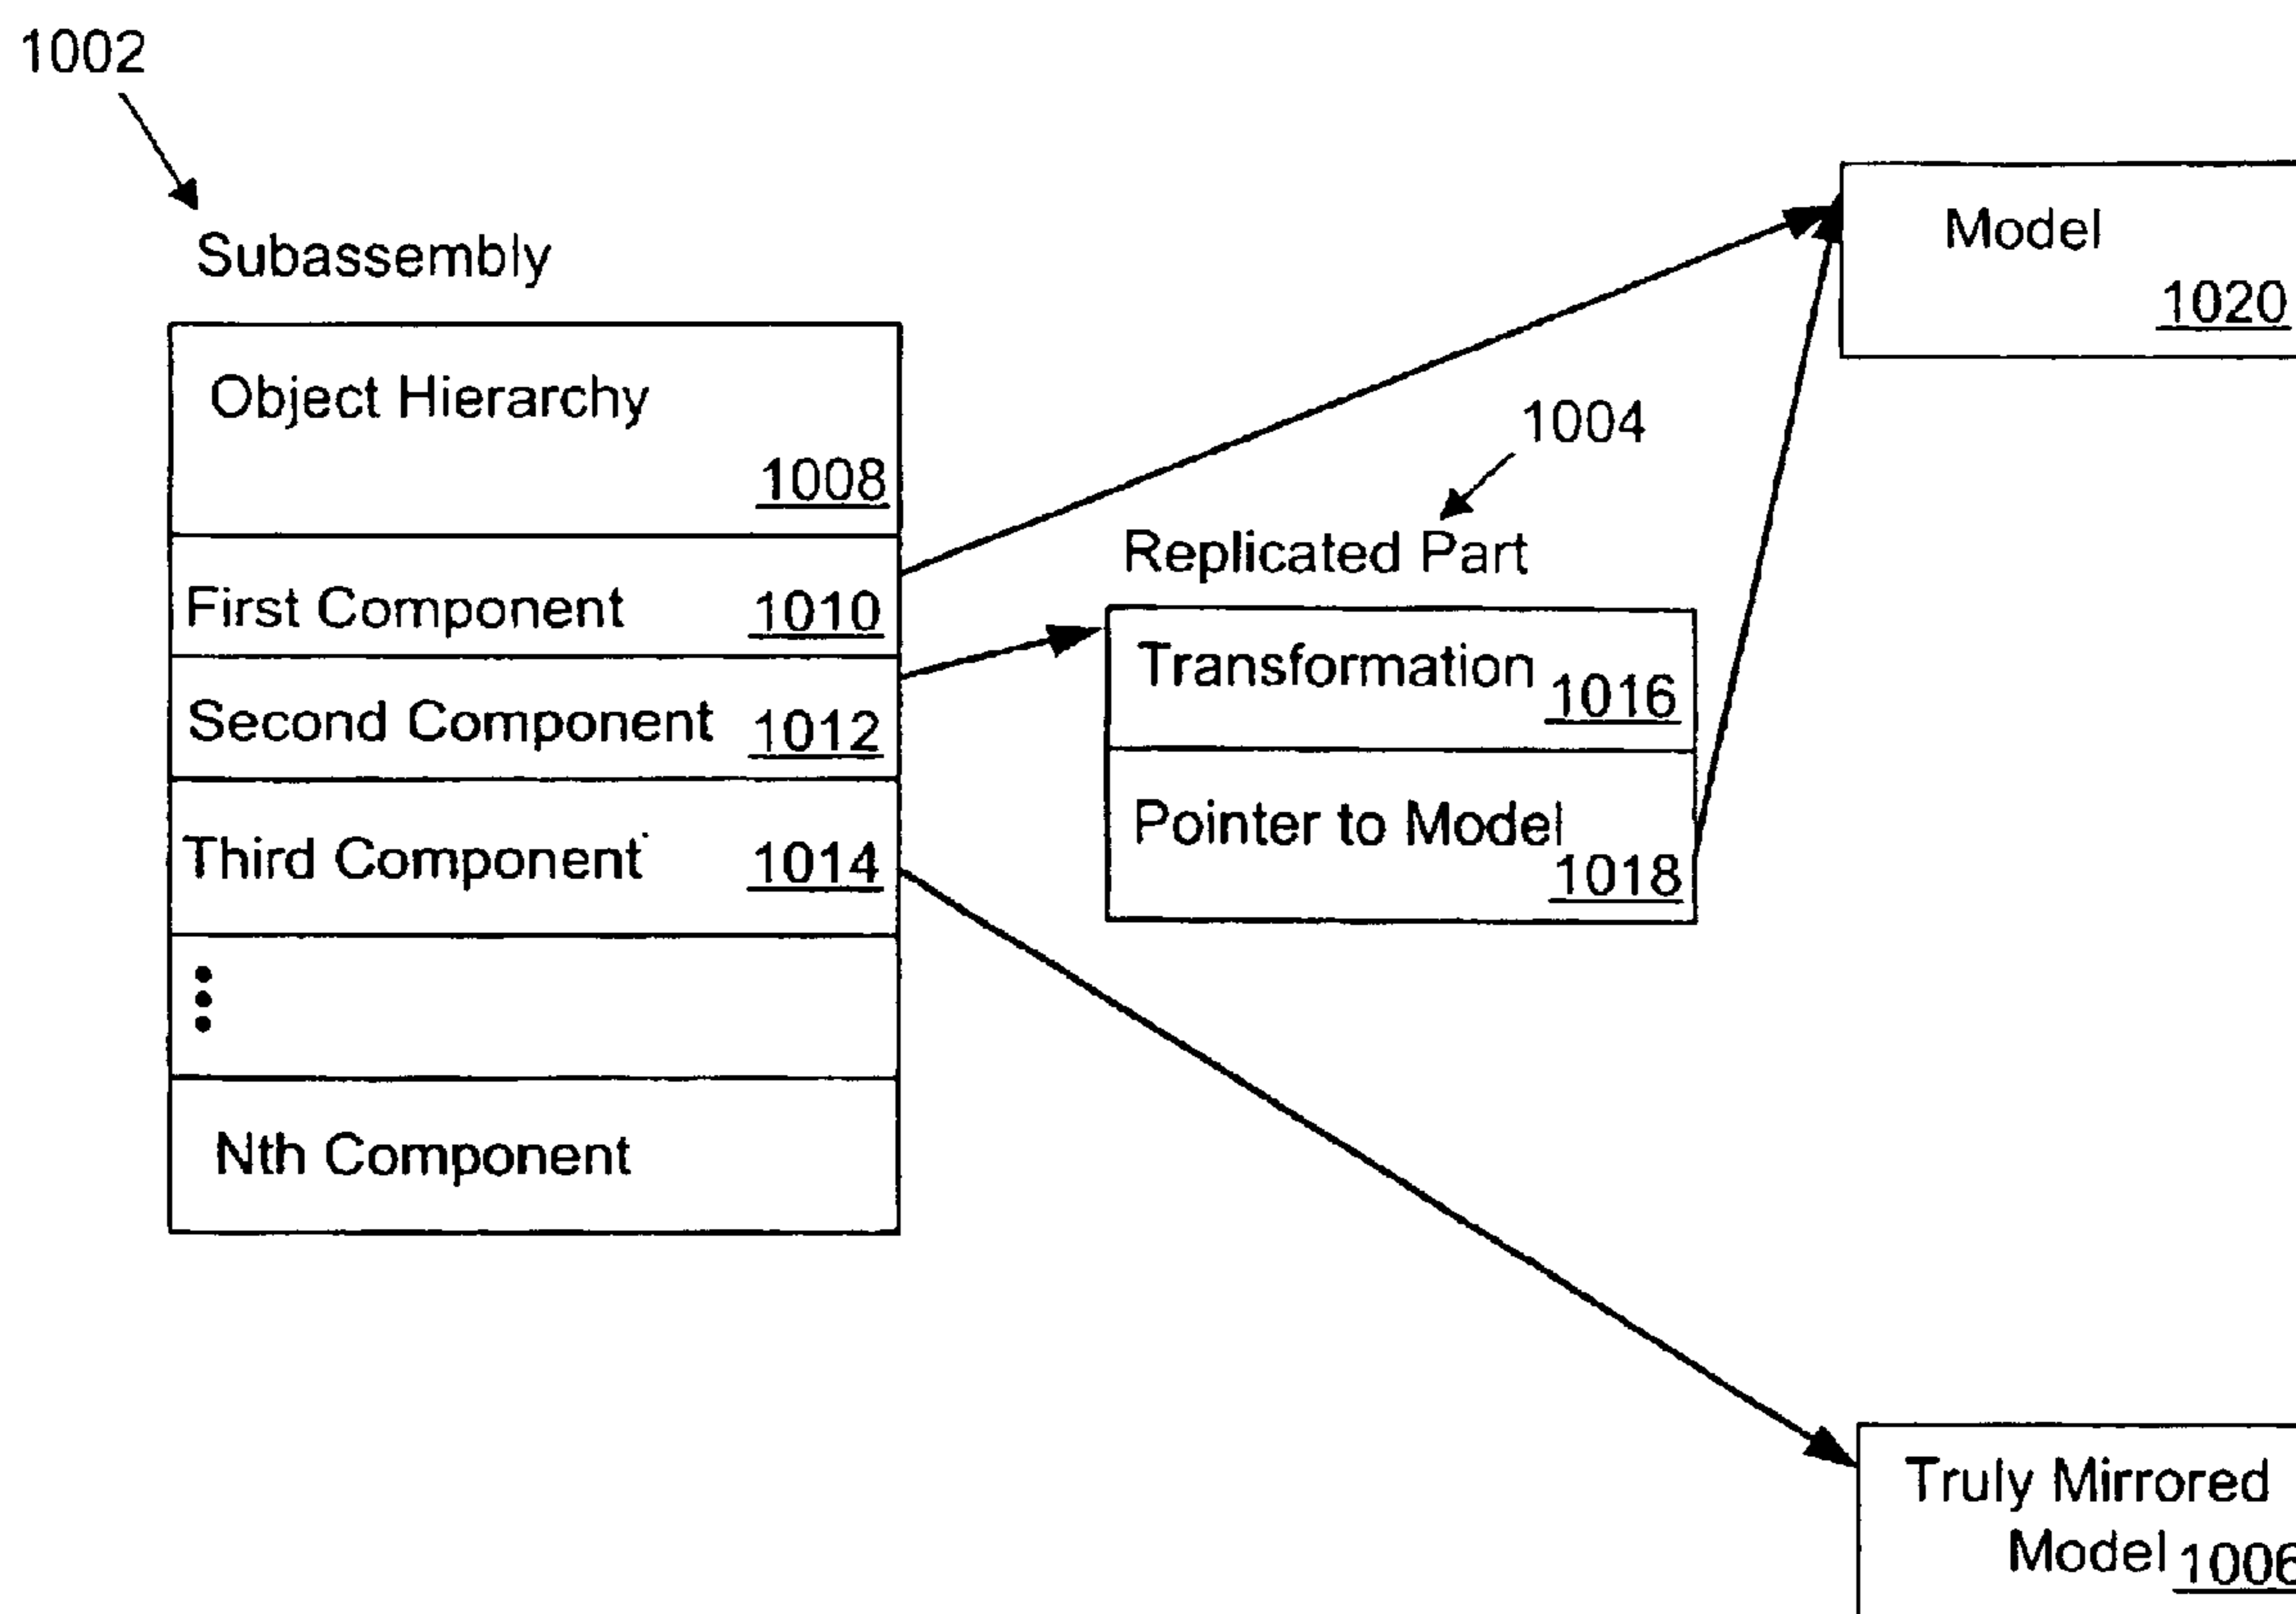 1002
Subassembly
Object Hierarchy
1008
First Component 1010
Second Component 1012
Third Component 1014
Nth Component
1004
Replicated Part
Transformation 1016
Pointer to Model
1018
Model
1020
Truly Mirrored
Model 1006